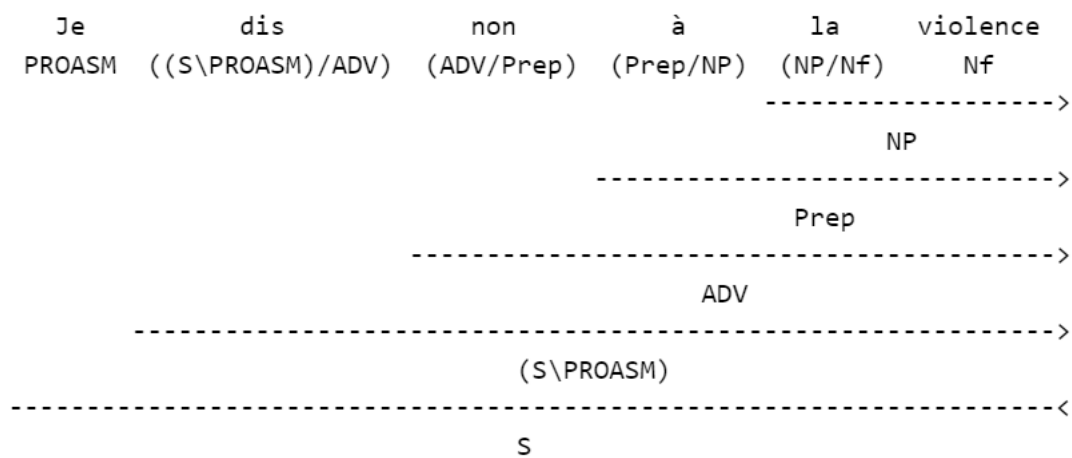 Je dis non à la violence
PROASM ((S\PROASM)/ADV) (ADV/Prep) (Prep/NP) (NP/Nf) Nf
------------------->
NP
------------------------------>
Prep
------------------------------------------>
ADV
------------------------------------------------------------>
(S\PROASM)
--------------------------------------------------------------------<
S